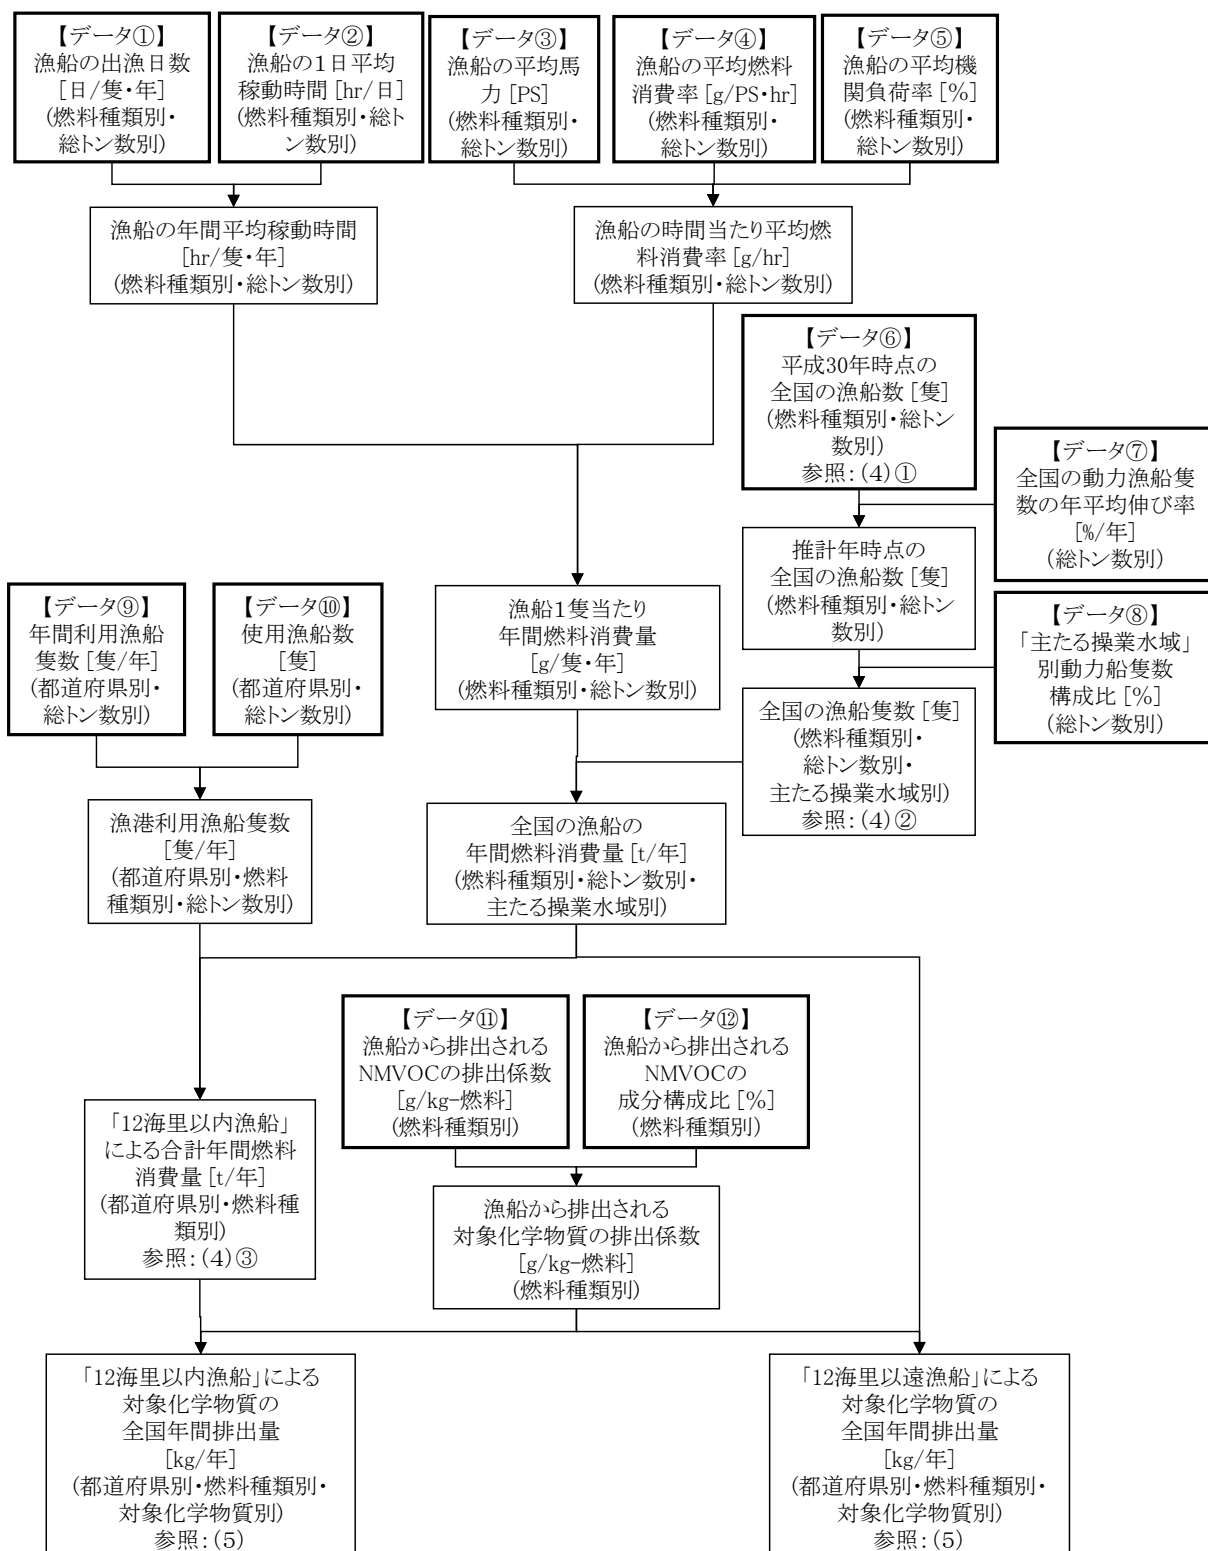 【データ①】
漁船の出漁日数
[日/隻・年]
(燃料種類別・
総トン数別)
【データ②】
漁船の1日平均
稼動時間[hr/日]
(燃料種類別・総ト
ン数別)
【データ③】
漁船の平均馬
力[PS]
(燃料種類別・
総トン数別)
【データ④】
漁船の平均燃料
消費率[g/PS・hr]
(燃料種類別・
総トン数別)
【データ⑤】
漁船の平均機
関負荷率[%]
(燃料種類別・
総トン数別)
漁船の年間平均稼動時間
[hr/隻・年]
(燃料種類別・総トン数別)
漁船の時間当たり平均燃
料消費率[g/hr]
(燃料種類別・総トン数別)
【データ⑥】
平成30年時点の
全国の漁船数[隻]
(燃料種類別・総トン
数別)
参照:(4)①
【データ⑦】
全国の動力漁船隻
数の年平均伸び率
[%/年]
(総トン数別)
推計年時点の
全国の漁船数[隻]
(燃料種類別・総トン
数別)
【データ⑧】
「主たる操業水域」
別動力船隻数
構成比[%]
(総トン数別)
【データ⑨】
年間利用漁船
隻数[隻/年]
(都道府県別・
総トン数別)
【データ⑩】
使用漁船数
[隻]
(都道府県別・
総トン数別)
漁船1隻当たり
年間燃料消費量
[g/隻・年]
(燃料種類別・総トン数別)
全国の漁船隻数[隻]
(燃料種類別・
総トン数別・
主たる操業水域別)
参照:(4)②
漁港利用漁船隻数
[隻/年]
(都道府県別・燃料
種類別・総トン数別)
全国の漁船の
年間燃料消費量[t/年]
(燃料種類別・総トン数別・
主たる操業水域別)
【データ⑪】
漁船から排出される
NMVOCの排出係数
[g/kg-燃料]
(燃料種類別)
【データ⑫】
漁船から排出される
NMVOCの
成分構成比[%]
(燃料種類別)
「12海里以内漁船」
による合計年間燃料
消費量[t/年]
(都道府県別・燃料種
類別)
参照:(4)③
漁船から排出される
対象化学物質の排出係数
[g/kg-燃料]
(燃料種類別)
「12海里以内漁船」による
対象化学物質の
全国年間排出量
[kg/年]
(都道府県別・燃料種類別・
対象化学物質別)
参照:(5)
「12海里以遠漁船」による
対象化学物質の
全国年間排出量
[kg/年]
(都道府県別・燃料種類別・
対象化学物質別)
参照:(5)